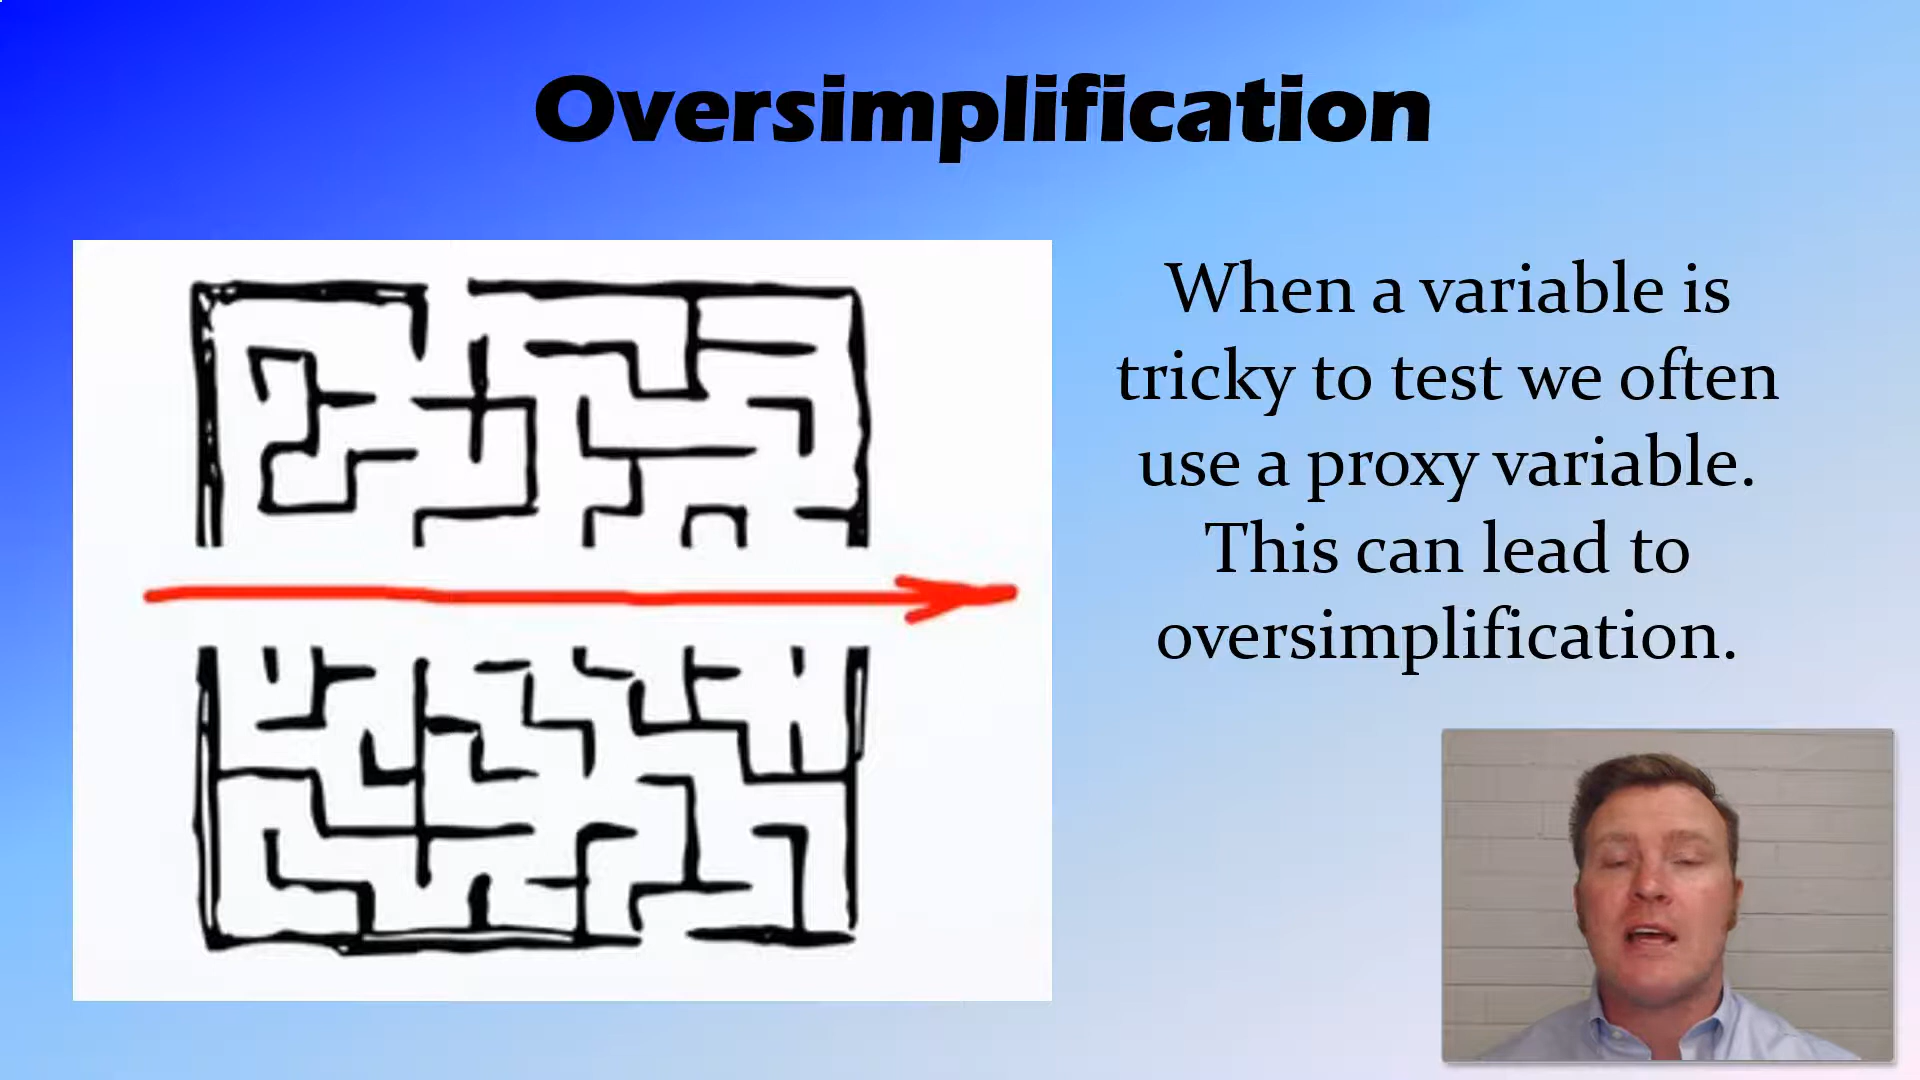 Oversimplification
When a variable is
tricky to test we often
use a proxy variable.
This can lead to
oversimplification.